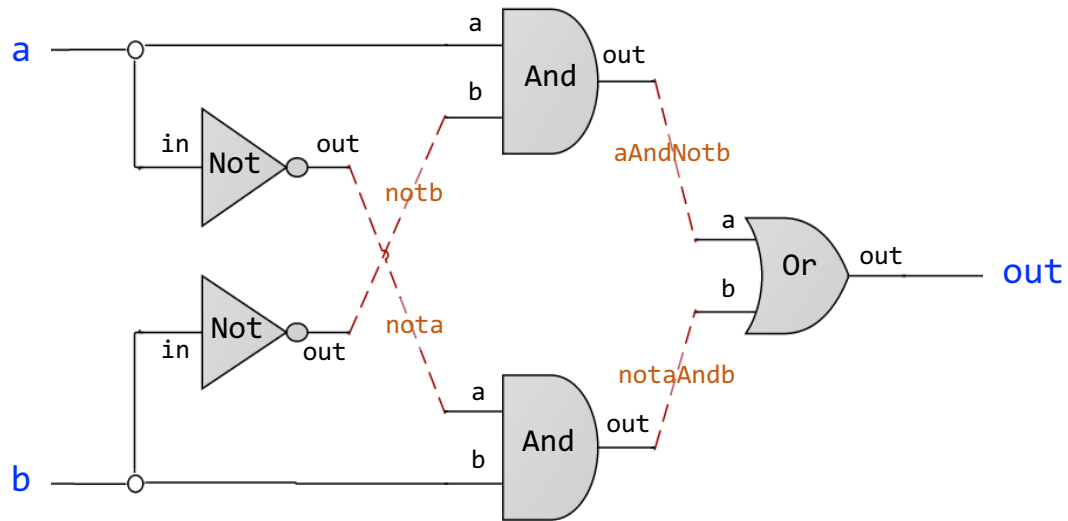 a
a
And
out
b
in
Not
out
aAndNotb
notb
a
Or
out
out
b
Not
in
out
nota
notaAndb
a
And
out
b
b